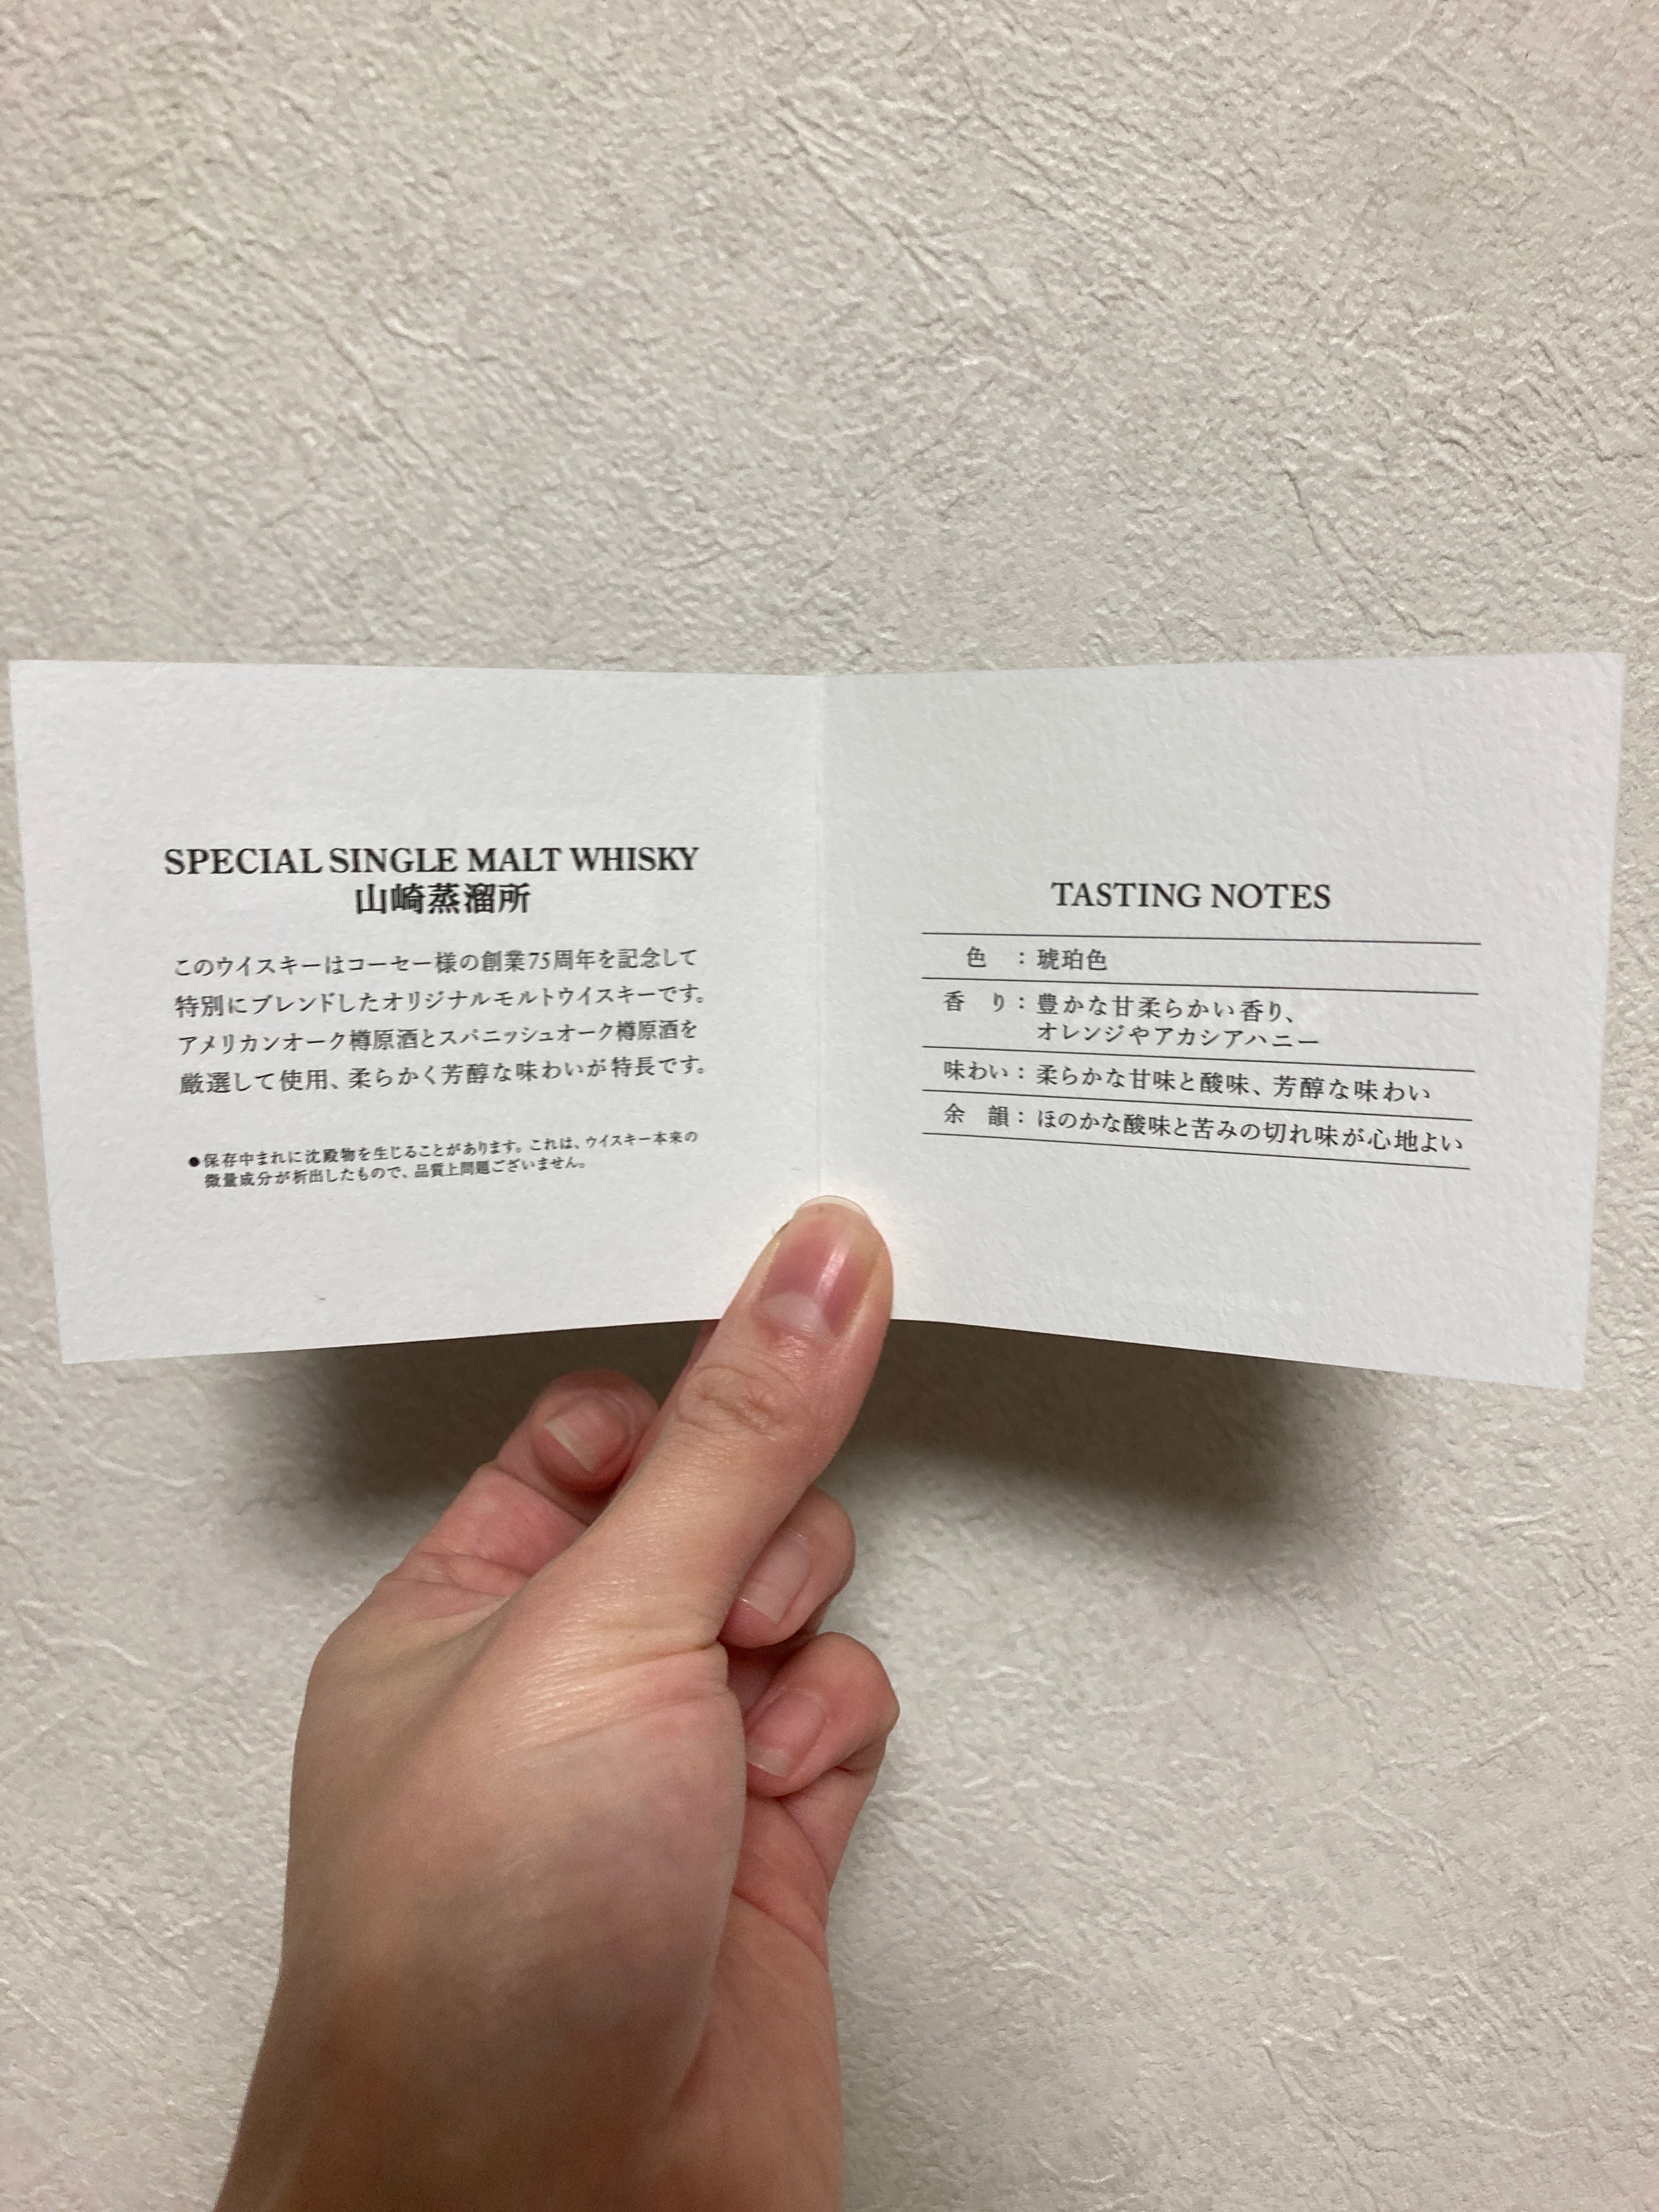 SPECIAL SINGLE MALT WHISKY
山崎蒸溜所
このウイスキーはコーセー様の創業75周年を記念して
特別にブレンドしたオリジナルモルトウイスキーです。
アメリカンオーク樽原酒とスパニッシュオーク樽原酒を
厳選して使用、柔らかく芳醇な味わいが特長です。
●保存中まれに沈殿物を生じることがあります。これは、ウイスキー本来の
微量成分が析出したもので、品質上問題ございません。
TASTING NOTES
色 ： 琥珀色
香 り： 豊かな甘柔らかい香り、
オレンジやアカシアハニー
味わい： 柔らかな甘味と酸味、芳醇な味わい
余 韻： ほのかな酸味と苦みの切れ味が心地よい